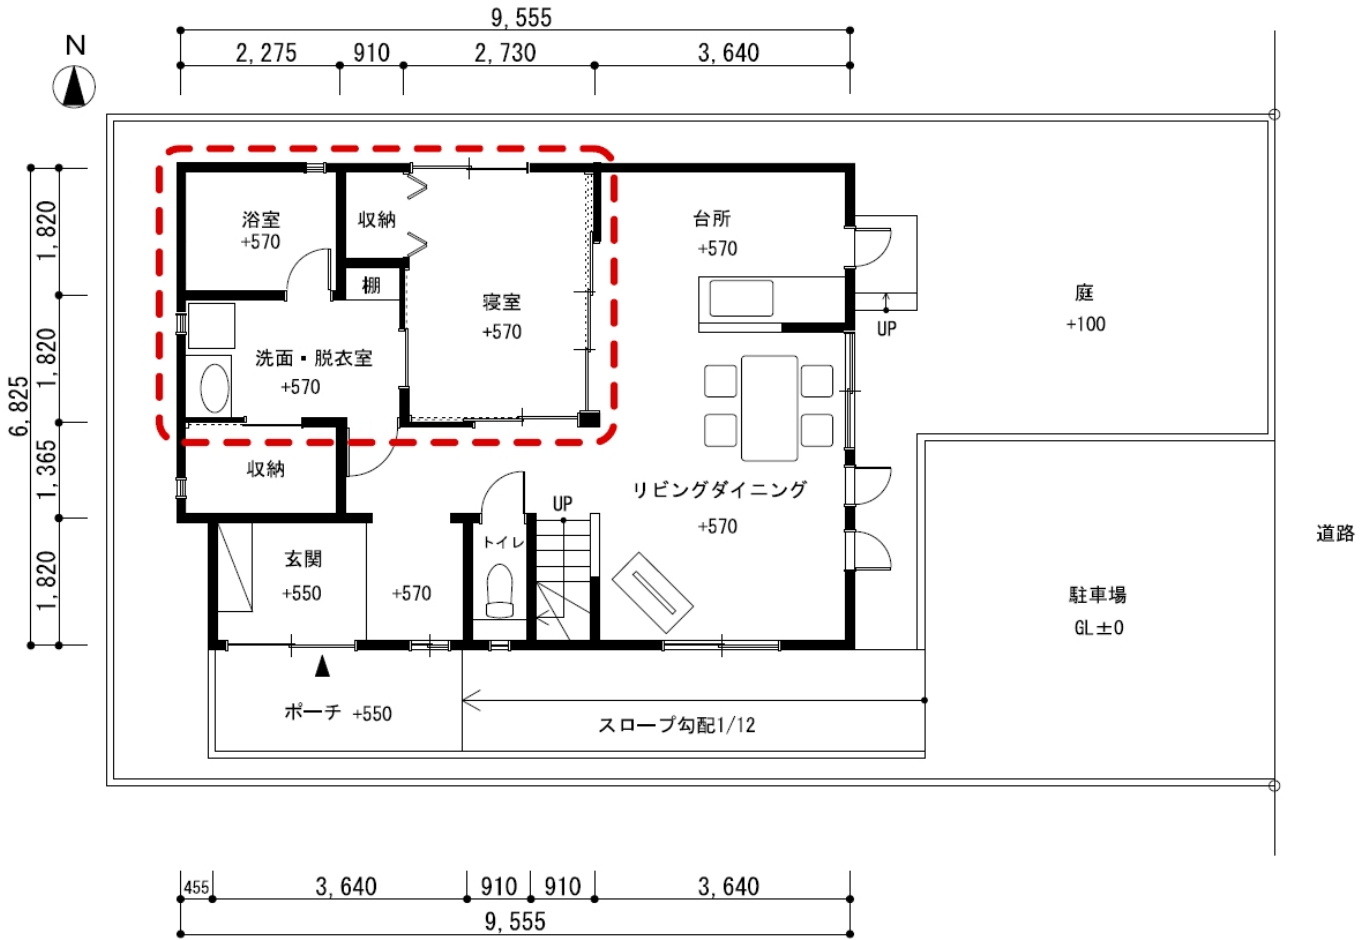 9,555
2,275 910 2,730 3,640
N
6,825
1,820
1,820
1,365
1,820
浴室
+570
収納
棚
寝室
+570
台所
+570
UP
庭
+100
洗面・脱衣室
+570
収納
リビングダイニング
+570
UP
トイレ
玄関
+550
+570
道路
駐車場
GL±0
ポーチ +550
スロープ勾配1/12
455 3,640 910 910 3,640
9,555